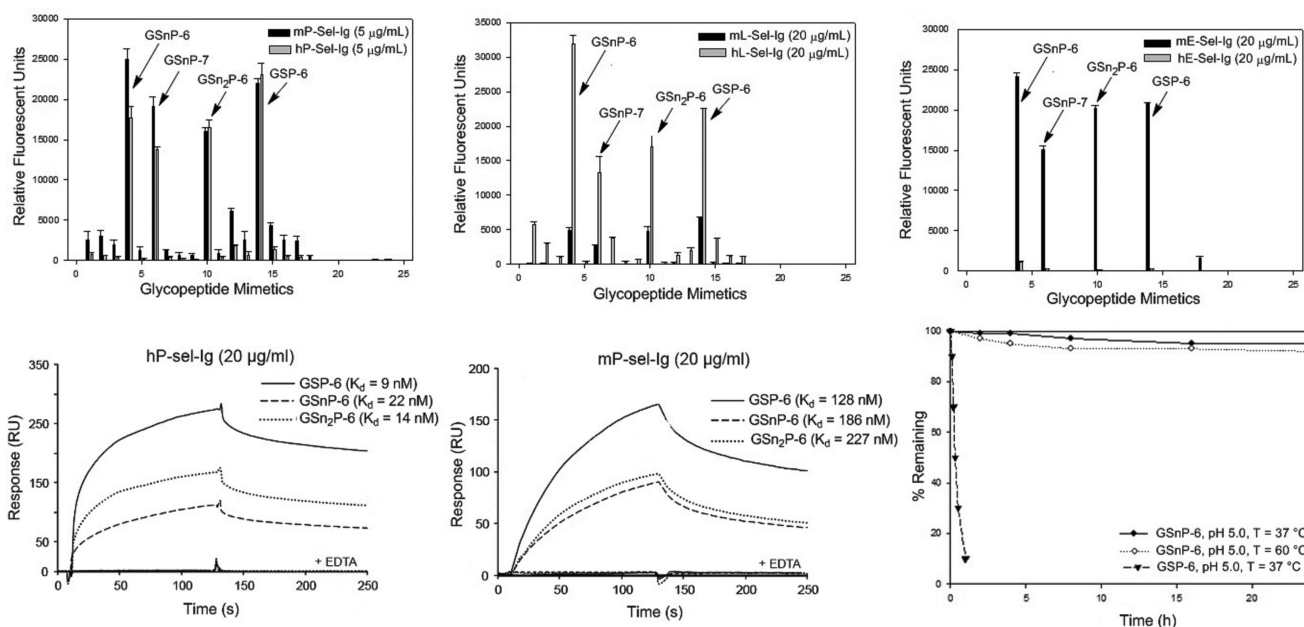 30000
25000
20000
15000
10000
5000
0
Relative Fluorescent Units
mP-Sel-Ig (5 µg/mL)
hP-Sel-Ig (5 µg/mL)
GSnP-6
GSnP-7
GSn2P-6
GSP-6
0 5 10 15 20 25
Glycopeptide Mimetics
35000
30000
25000
20000
15000
10000
5000
0
Relative Fluorescent Units
mL-Sel-Ig (20 µg/mL)
hL-Sel-Ig (20 µg/mL)
GSnP-6
GSnP-7
GSn2P-6
GSP-6
0 5 10 15 20 25
Glycopeptide Mimetics
30000
25000
20000
15000
10000
5000
0
Relative Fluorescent Units
mE-Sel-Ig (20 µg/mL)
hE-Sel-Ig (20 µg/mL)
GSnP-6
GSnP-7
GSn2P-6
GSP-6
0 5 10 15 20 25
Glycopeptide Mimetics
hP-sel-Ig (20 µg/ml)
350
250
150
100
50
0
Response (RU)
GSP-6 (Kd = 9 nM)
GSnP-6 (Kd = 22 nM)
GSn2P-6 (Kd = 14 nM)
+ EDTA
0 50 100 150 200 250
Time (s)
mP-sel-Ig (20 µg/ml)
200
150
100
50
0
Response (RU)
GSP-6 (Kd = 128 nM)
GSnP-6 (Kd = 186 nM)
GSn2P-6 (Kd = 227 nM)
+ EDTA
0 50 100 150 200 250
Time (s)
100
80
60
40
20
0
% Remaining
GSnP-6, pH 5.0, T = 37 °C
GSnP-6, pH 5.0, T = 60 °C
GSP-6, pH 5.0, T = 37 °C
0 5 10 15 20
Time (h)